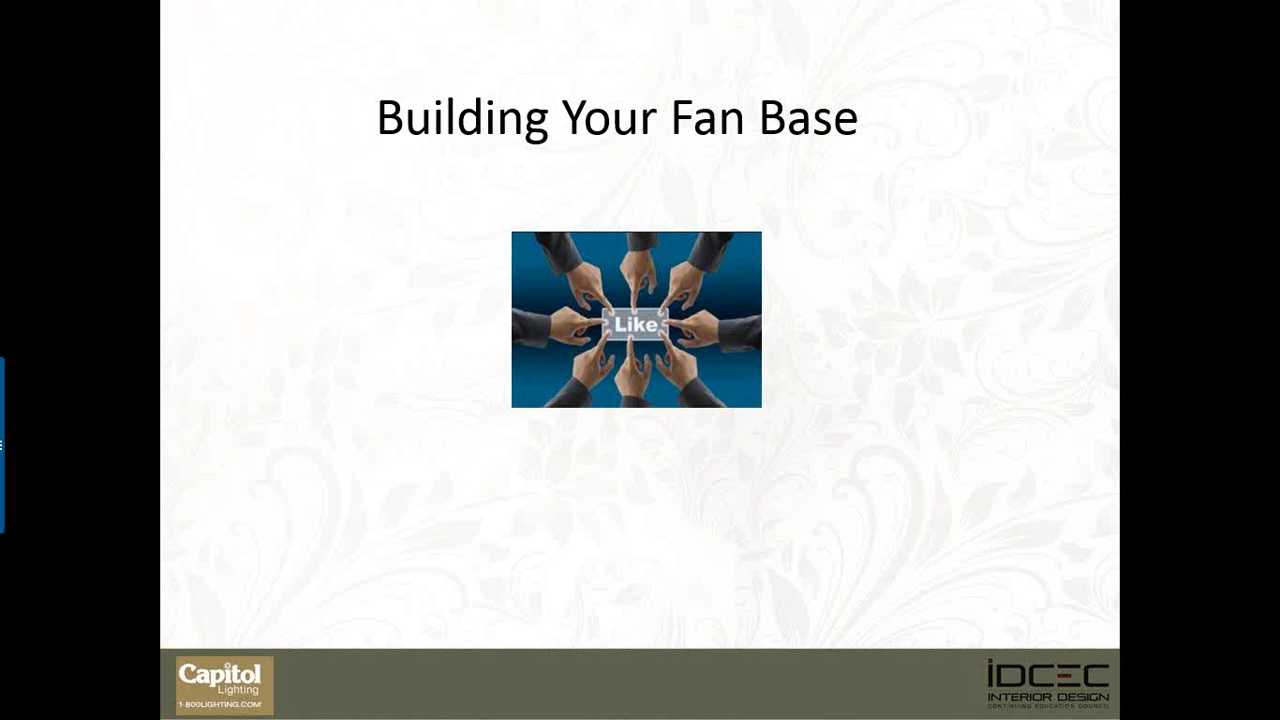 Building Your Fan Base
Like
Capitol
Lighting
1·800LIGHTING.COM
IDCEC
INTERIOR DESIGN
CONTINUING EDUCATION COUNCIL